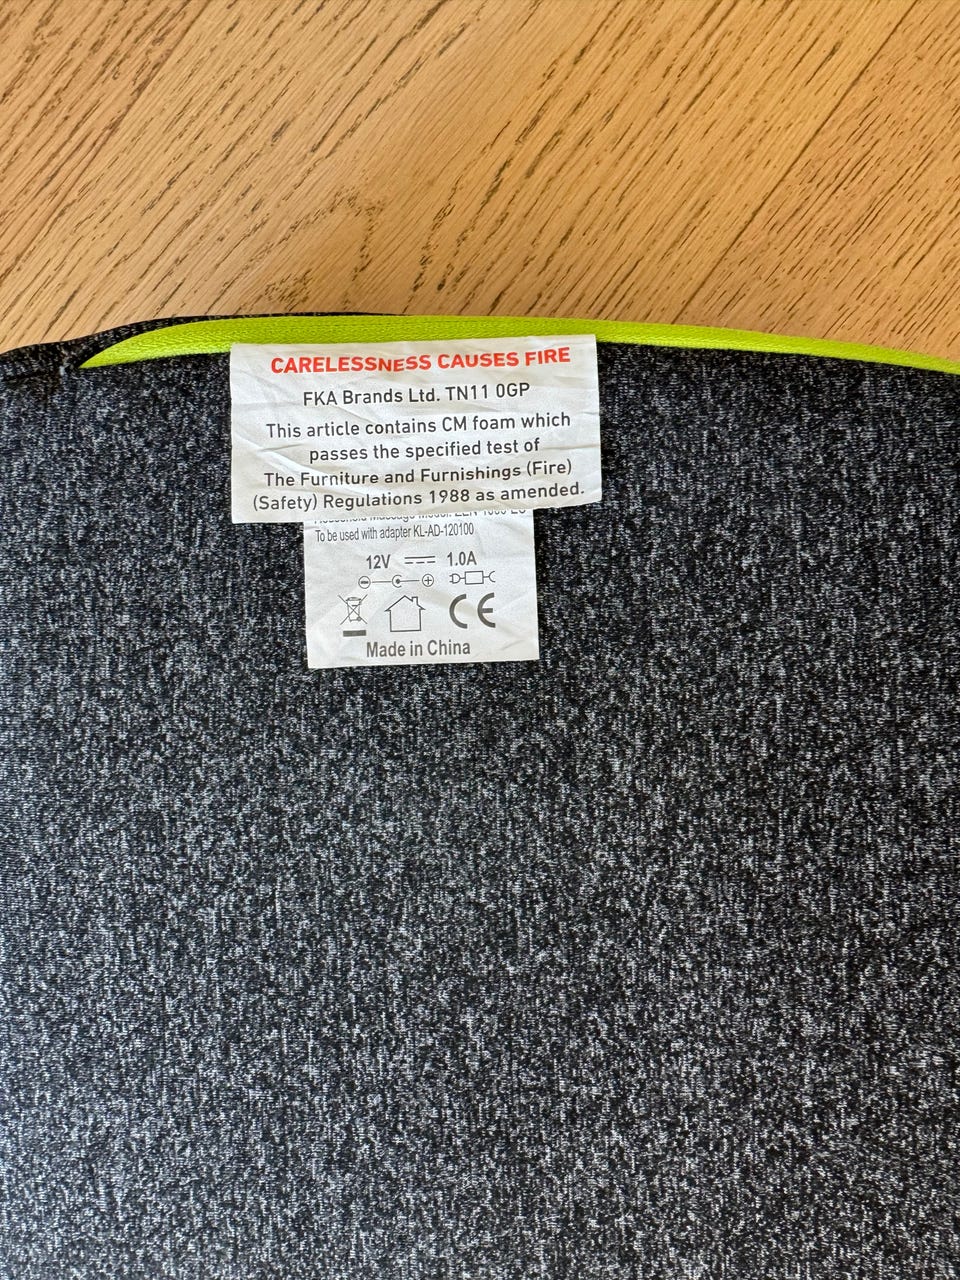 CARELESSNESS CAUSES FIRE
FKA Brands Ltd. TN11 0GP
This article contains CM foam which
passes the specified test of
The Furniture and Furnishings (Fire)
(Safety) Regulations 1988 as amended.
To be used with adapter KL-AD-120100
12V 1.0A
CE
Made in China